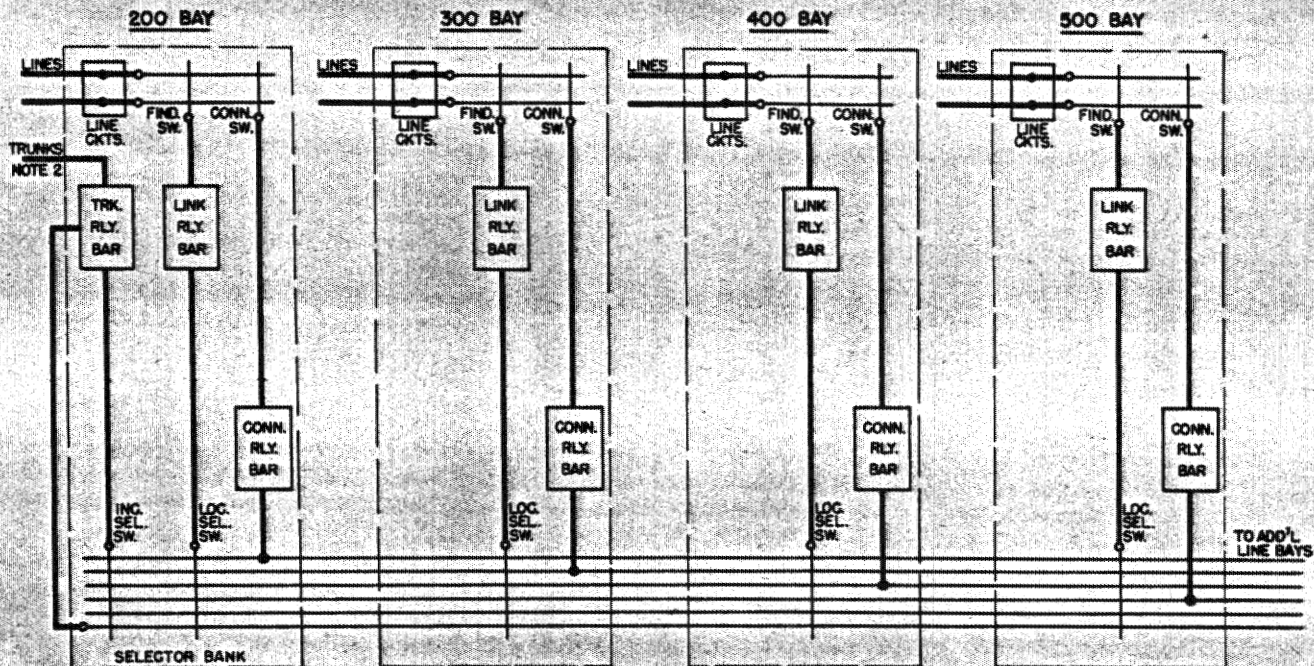 200 BAY
300 BAY
400 BAY
500 BAY
LINES
LINES
LINES
LINES
LINE
CKTS.
FIND.
SW.
CONN.
SW.
LINE
CKTS.
FIND.
SW.
CONN.
SW.
LINE
CKTS.
FIND.
SW.
CONN.
SW.
LINE
CKTS.
FIND.
SW.
CONN.
SW.
TRUNKS
NOTE 2
TRK.
RLY.
BAR
LINK
RLY.
BAR
LINK
RLY.
BAR
LINK
RLY.
BAR
LINK
RLY.
BAR
CONN.
RLY.
BAR
CONN.
RLY.
BAR
CONN.
RLY.
BAR
CONN.
RLY.
BAR
ING.
SEL.
SW.
LOC.
SEL.
SW.
LOC.
SEL.
SW.
LOC.
SEL.
SW.
LOC.
SEL.
SW.
TO ADD'L
LINE BAYS
SELECTOR BANK